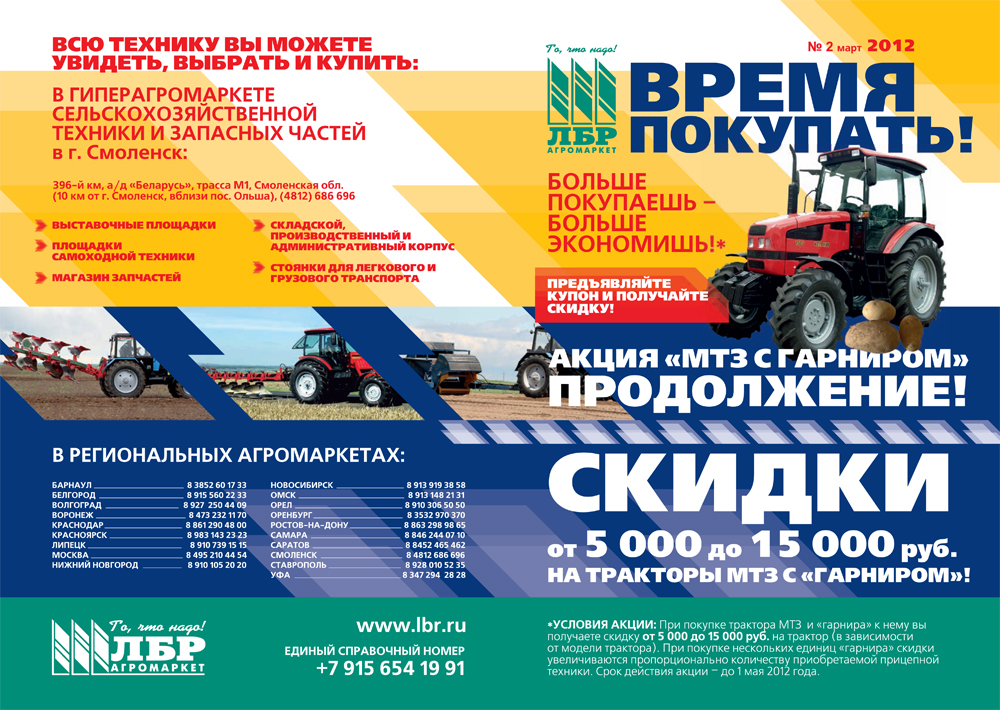 ВСЮ ТЕХНИКУ ВЫ МОЖЕТЕ
УВИДЕТЬ, ВЫБРАТЬ И КУПИТЬ:
В ГИПЕРАГРОМАРКЕТЕ
СЕЛЬСКОХОЗЯЙСТВЕННОЙ
ТЕХНИКИ И ЗАПАСНЫХ ЧАСТЕЙ
в г. Смоленск:
396-й км, а/д «Беларусь», трасса М1, Смоленская обл.
(10 км от г. Смоленск, вблизи пос. Ольша), (4812) 686 696
ВЫСТАВОЧНЫЕ ПЛОЩАДКИ
ПЛОЩАДКИ
САМОХОДНОЙ ТЕХНИКИ
МАГАЗИН ЗАПЧАСТЕЙ
СКЛАДСКОЙ,
ПРОИЗВОДСТВЕННЫЙ И
АДМИНИСТРАТИВНЫЙ КОРПУС
СТОЯНКИ ДЛЯ ЛЕГКОВОГО И
ГРУЗОВОГО ТРАНСПОРТА
В РЕГИОНАЛЬНЫХ АГРОМАРКЕТАХ:
БАРНАУЛ 8 3852 60 17 33
БЕЛГОРОД 8 915 560 22 33
ВОЛГОГРАД 8 927 250 44 09
ВОРОНЕЖ 8 473 232 11 70
КРАСНОДАР 8 861 290 48 00
КРАСНОЯРСК 8 983 143 23 23
ЛИПЕЦК 8 910 739 15 15
МОСКВА 8 495 210 44 54
НИЖНИЙ НОВГОРОД 8 910 105 20 20
НОВОСИБИРСК 8 913 919 38 58
ОМСК 8 913 148 21 31
ОРЕЛ 8 910 306 50 50
ОРЕНБУРГ 8 3532 970 370
РОСТОВ-НА-ДОНУ 8 863 298 98 65
САМАРА 8 846 244 07 10
САРАТОВ 8 8452 465 462
СМОЛЕНСК 8 4812 686 696
СТАВРОПОЛЬ 8 928 010 52 35
УФА 8 347 294 28 28
То, что надо!
ЛБР
АГРОМАРКЕТ
www.lbr.ru
ЕДИНЫЙ СПРАВОЧНЫЙ НОМЕР
+7 915 654 19 91
То, что надо!
ЛБР
АГРОМАРКЕТ
№ 2 март 2012
ВРЕМЯ
ПОКУПАТЬ!
БОЛЬШЕ
ПОКУПАЕШЬ –
БОЛЬШЕ
ЭКОНОМИШЬ!*
ПРЕДЪЯВЛЯЙТЕ
КУПОН И ПОЛУЧАЙТЕ
СКИДКУ!
АКЦИЯ «МТЗ С ГАРНИРОМ»
ПРОДОЛЖЕНИЕ!
СКИДКИ
от 5 000 до 15 000 руб.
НА ТРАКТОРЫ МТЗ С «ГАРНИРОМ»!
*УСЛОВИЯ АКЦИИ: При покупке трактора МТЗ и «гарнира» к нему вы
получаете скидку от 5 000 до 15 000 руб. на трактор (в зависимости
от модели трактора). При покупке нескольких единиц «гарнира» скидки
увеличиваются пропорционально количеству приобретаемой прицепной
техники. Срок действия акции – до 1 мая 2012 года.